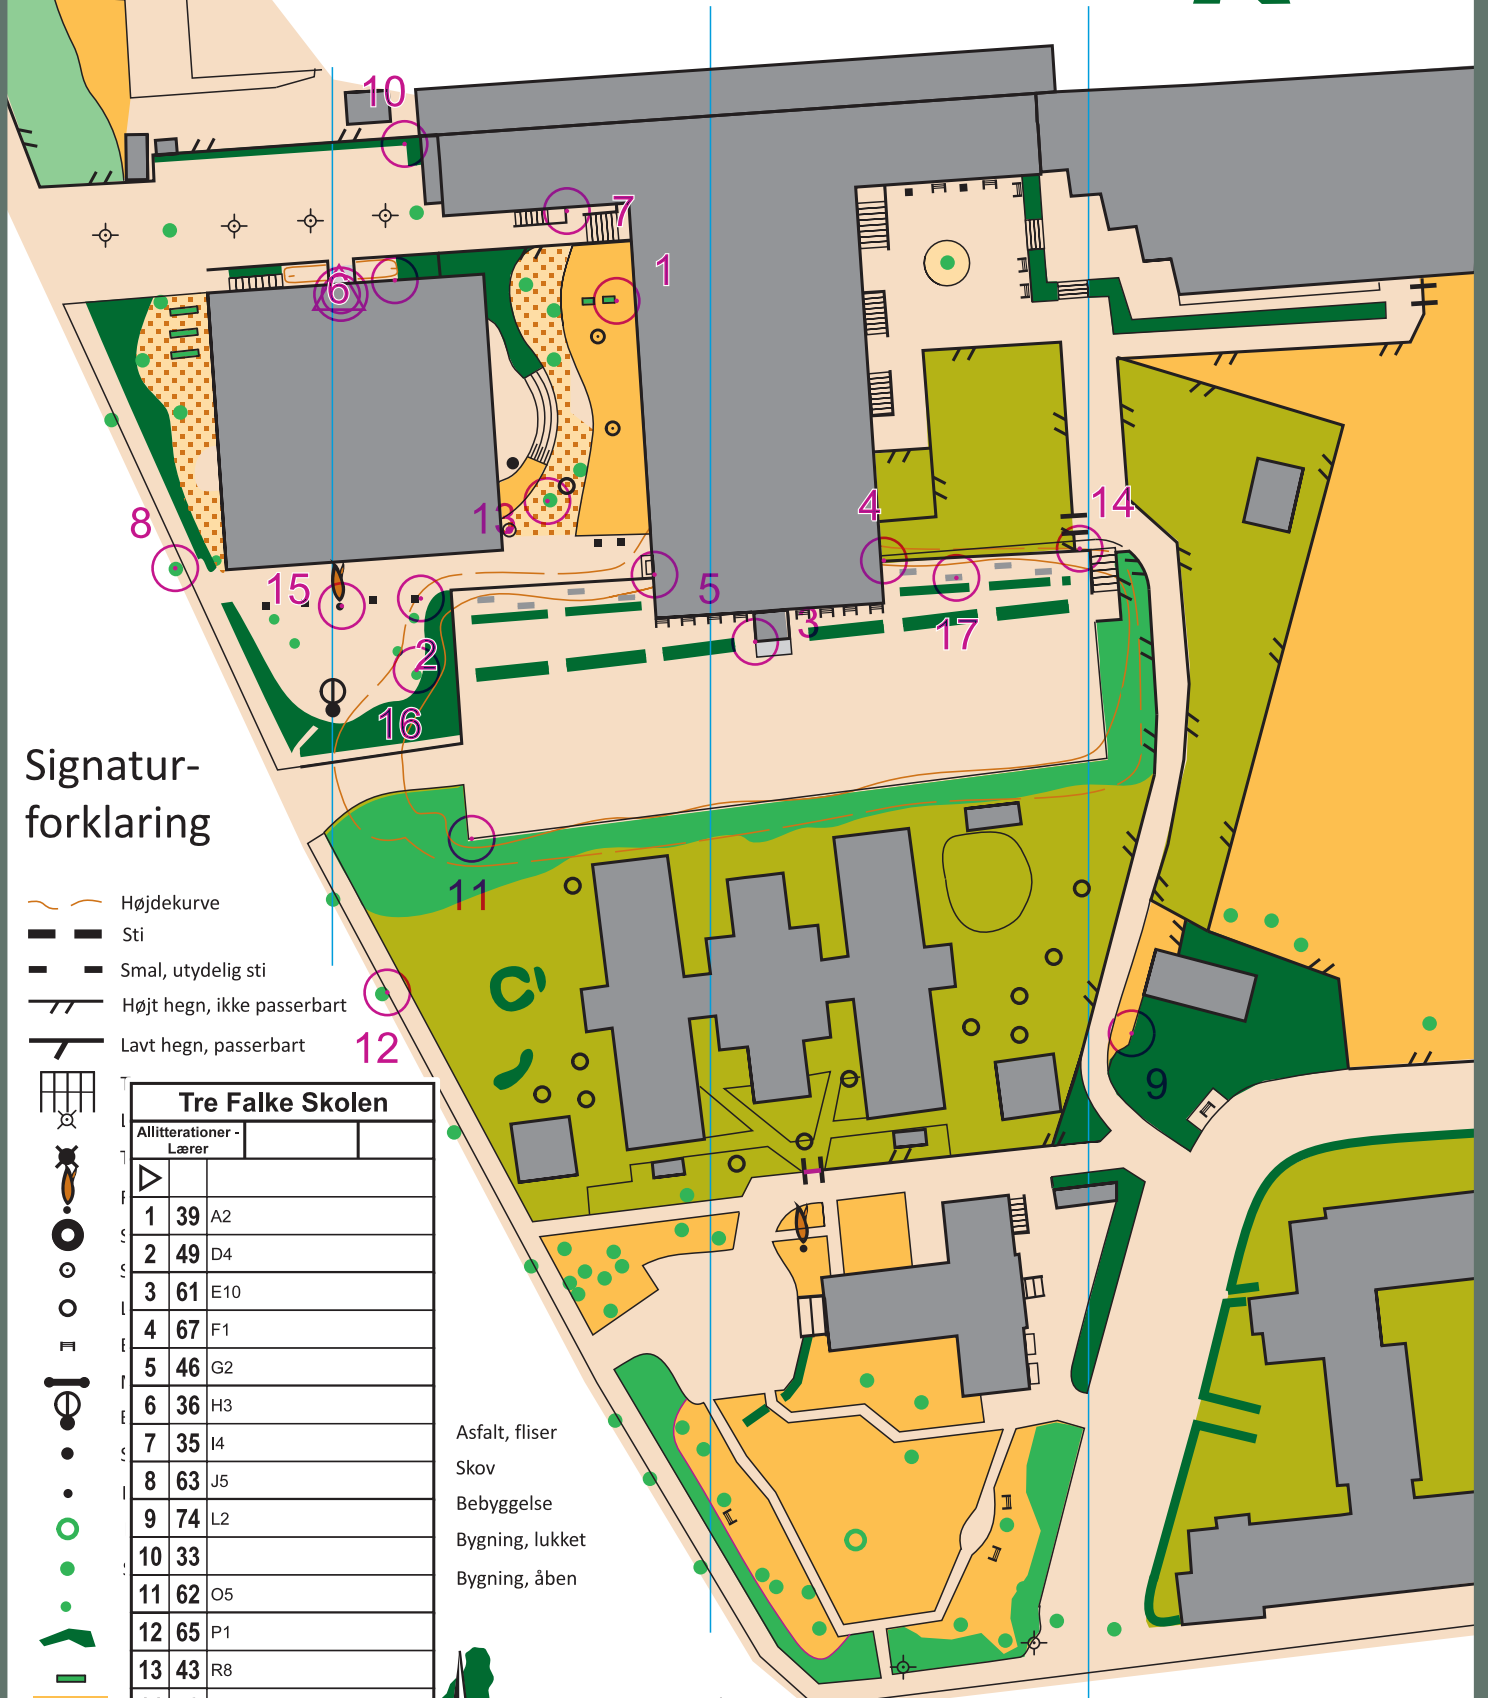 10
7
1
6
8
13
4
14
15
5
2
3
17
16
11
12
9
Signatur-
forklaring
Højdekurve
Sti
Smal, utydelig sti
Højt hegn, ikke passerbart
Lavt hegn, passerbart
Tre Falke Skolen
Allitterationer -
Lærer
1 39 A2
2 49 D4
3 61 E10
4 67 F1
5 46 G2
6 36 H3
7 35 I4
8 63 J5
9 74 L2
10 33
11 62 O5
12 65 P1
13 43 R8
Asfalt, fliser
Skov
Bebyggelse
Bygning, lukket
Bygning, åben